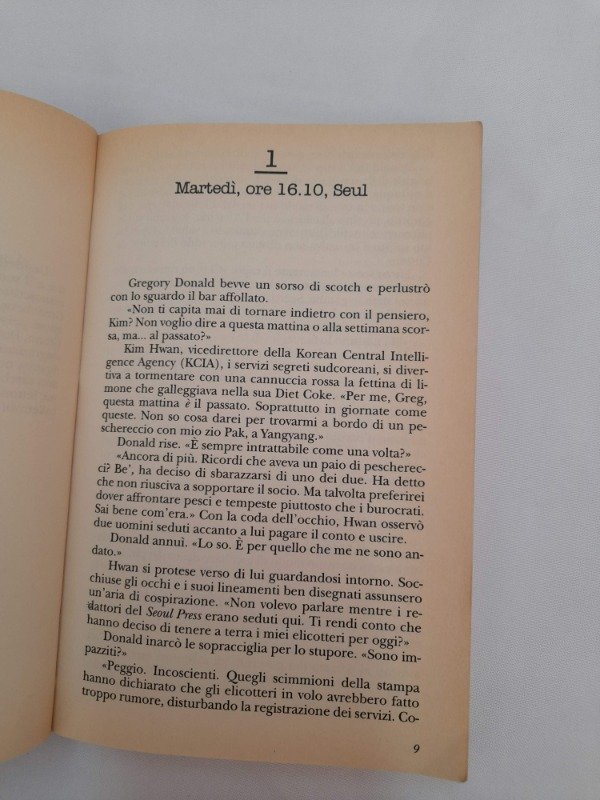 1
Martedì, ore 16.10, Seul
Gregory Donald bevve un sorso di scotch e perlustrò
con lo sguardo il bar affollato.
«Non ti capita mai di tornare indietro con il pensiero,
Kim? Non voglio dire a questa mattina o alla settimana scor-
sa, ma... al passato?»
Kim Hwan, vicedirettore della Korean Central Intelli-
gence Agency (KCIA), i servizi segreti sudcoreani, si diver-
tiva a tormentare con una cannuccia rossa la fettina di li-
mone che galleggiava nella sua Diet Coke. «Per me, Greg,
questa mattina è il passato. Soprattutto in giornate come
queste. Non so cosa darei per trovarmi a bordo di un pe-
schereccio con mio zio Pak, a Yangyang.»
Donald rise. «È sempre intrattabile come una volta?»
«Ancora di più. Ricordi che aveva un paio di pescherec-
ci? Be', ha deciso di sbarazzarsi di uno dei due. Ha detto
che non riusciva a sopportare il socio. Ma talvolta preferirei
dover affrontare pesci e tempeste piuttosto che i burocrati.
Sai bene com'era.» Con la coda dell'occhio, Hwan osservò
due uomini seduti accanto a lui pagare il conto e uscire.
Donald annuì. «Lo so. È per quello che me ne sono an-
dato.»
Hwan si protese verso di lui guardandosi intorno. Soc-
chiuse gli occhi e i suoi lineamenti ben disegnati assunsero
un'aria di cospirazione. «Non volevo parlare mentre i re-
dattori del Seoul Press erano seduti qui. Ti rendi conto che
hanno deciso di tenere a terra i miei elicotteri per oggi?»
Donald inarcò le sopracciglia per lo stupore. «Sono im-
pazziti?»
«Peggio. Incoscienti. Quegli scimmioni della stampa
hanno dichiarato che gli elicotteri in volo avrebbero fatto
troppo rumore, disturbando la registrazione dei servizi. Co-
9